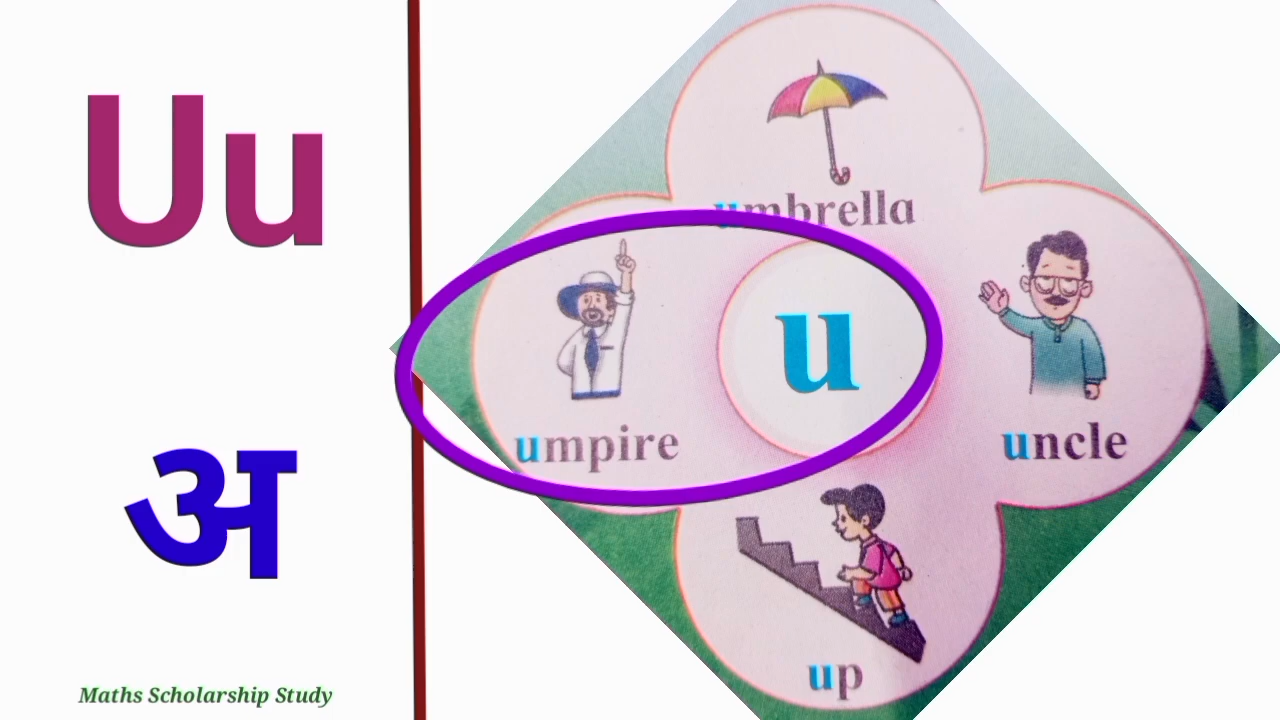 Uu
अ
Maths Scholarship Study
umbrella
umpire
u
uncle
up